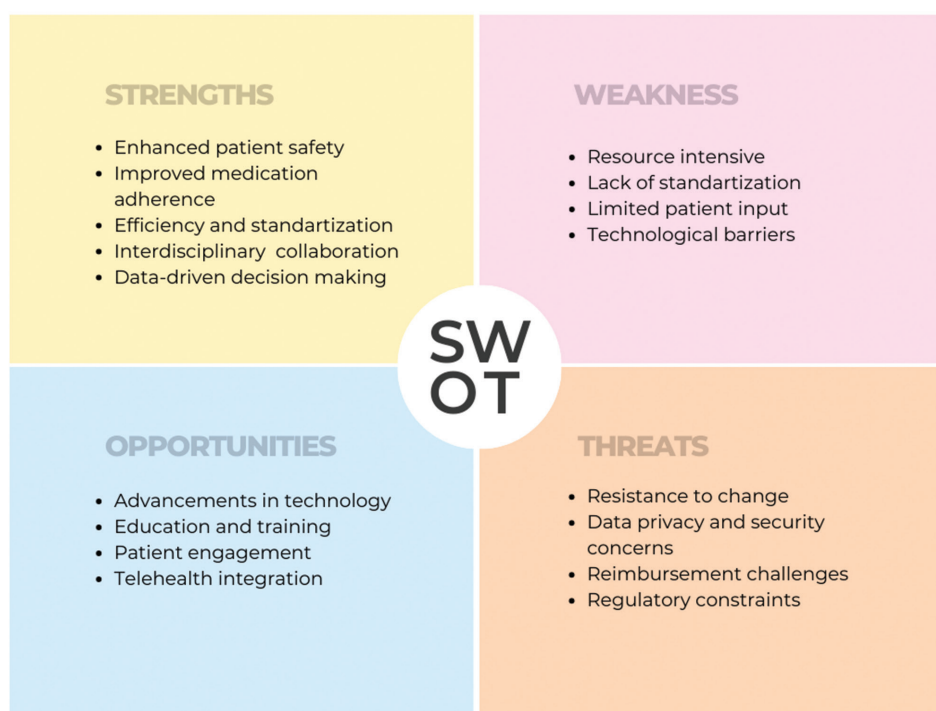 STRENGTHS
• Enhanced patient safety
• Improved medication
adherence
• Efficiency and standartization
• Interdisciplinary collaboration
• Data-driven decision making
WEAKNESS
• Resource intensive
• Lack of standartization
• Limited patient input
• Technological barriers
SW
OT
OPPORTUNITIES
• Advancements in technology
• Education and training
• Patient engagement
• Telehealth integration
THREATS
• Resistance to change
• Data privacy and security
concerns
• Reimbursement challenges
• Regulatory constraints